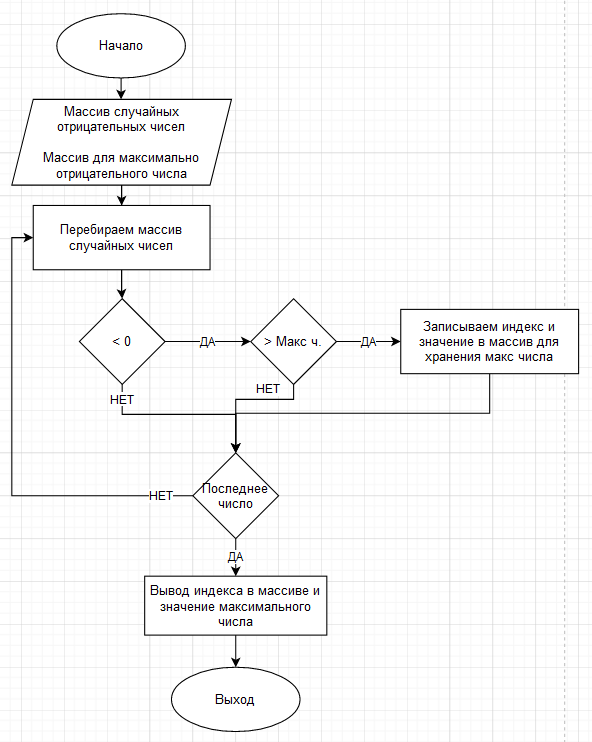 Начало
Массив случайных
отрицательных чисел
Массив для максимально
отрицательного числа
Перебираем массив
случайных чисел
< 0
ДА
> Макс ч.
ДА
Записываем индекс и
значение в массив для
хранения макс числа
НЕТ
НЕТ
Последнее
число
НЕТ
ДА
Вывод индекса в массиве и
значение максимального
числа
Выход